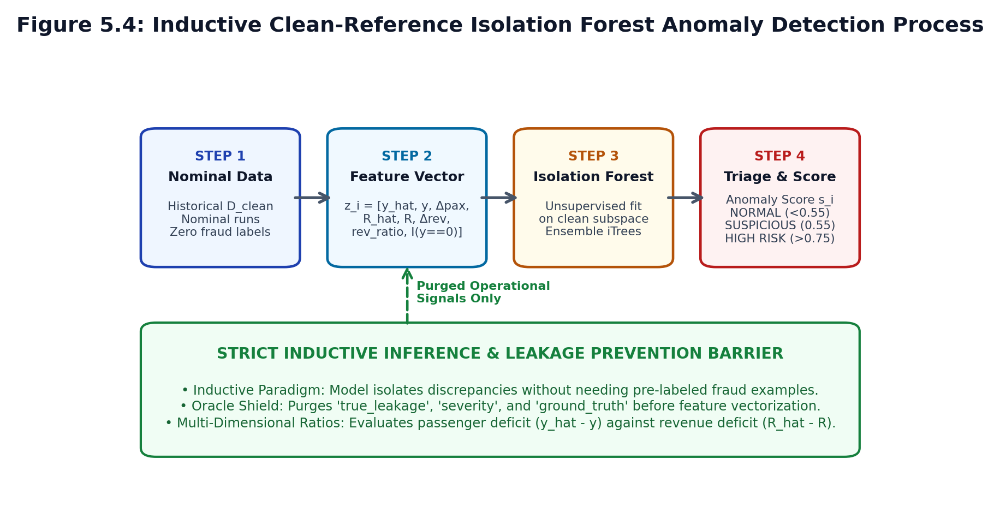 Figure 5.4: Inductive Clean-Reference Isolation Forest Anomaly Detection Process
STEP 1
Nominal Data
Historical D_clean
Nominal runs
Zero fraud labels
STEP 2
Feature Vector
z_i = [y_hat, y, Δpax,
R_hat, R, Δrev,
rev_ratio, I(y==0)]
STEP 3
Isolation Forest
Unsupervised fit
on clean subspace
Ensemble iTrees
STEP 4
Triage & Score
Anomaly Score s_i
NORMAL (<0.55)
SUSPICIOUS (0.55)
HIGH RISK (>0.75)
Purged Operational
Signals Only
STRICT INDUCTIVE INFERENCE & LEAKAGE PREVENTION BARRIER
• Inductive Paradigm: Model isolates discrepancies without needing pre-labeled fraud examples.
• Oracle Shield: Purges 'true_leakage', 'severity', and 'ground_truth' before feature vectorization.
• Multi-Dimensional Ratios: Evaluates passenger deficit (y_hat - y) against revenue deficit (R_hat - R).